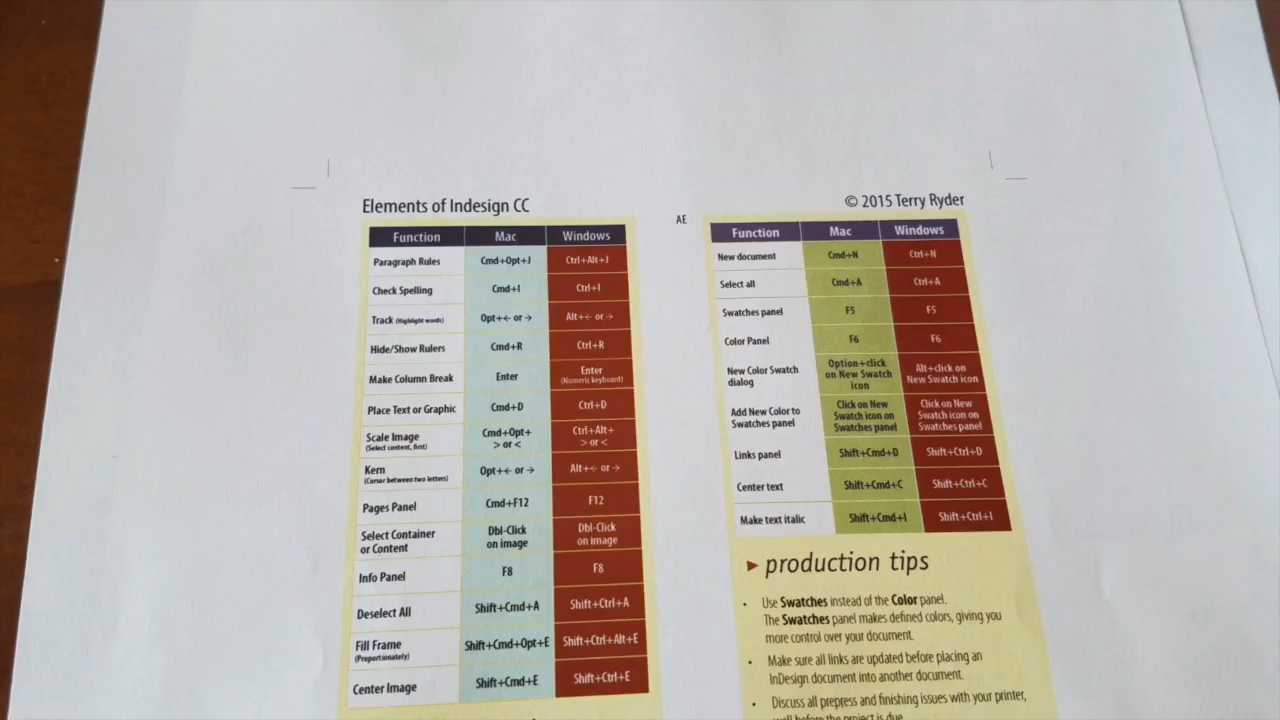 Elements of Indesign CC
Function Mac Windows
Paragraph Rules Cmd+Opt+J Ctrl+Alt+J
Check Spelling Cmd+I Ctrl+I
Track (Highlight words) Opt+← or → Alt+← or →
Hide/Show Rulers Cmd+R Ctrl+R
Make Column Break Enter Enter
(Numeric keyboard)
Place Text or Graphic Cmd+D Ctrl+D
Scale Image Cmd+Opt+ Ctrl+Alt+
(Select content, first) > or < > or <
Kern Opt+← or → Alt+← or →
(Cursor between two letters)
Pages Panel Cmd+F12 F12
Select Container Dbl-Click Dbl-Click
or Content on image on image
Info Panel F8 F8
Deselect All Shift+Cmd+A Shift+Ctrl+A
Fill Frame Shift+Cmd+Opt+E Shift+Ctrl+Alt+E
(Proportionately)
Center Image Shift+Cmd+E Shift+Ctrl+E
AE
© 2015 Terry Ryder
Function Mac Windows
New document Cmd+N Ctrl+N
Select all Cmd+A Ctrl+A
Swatches panel F5 F5
Color Panel F6 F6
New Color Swatch Option+click Alt+click on
dialog on New Swatch New Swatch icon
icon
Add New Color to Click on New Click on New
Swatches panel Swatch icon on Swatch icon on
Swatches panel Swatches panel
Links panel Shift+Cmd+D Shift+Ctrl+D
Center text Shift+Cmd+C Shift+Ctrl+C
Make text italic Shift+Cmd+I Shift+Ctrl+I
▸ production tips
• Use Swatches instead of the Color panel.
The Swatches panel makes defined colors, giving you
more control over your document.
• Make sure all links are updated before placing an
InDesign document into another document.
• Discuss all prepress and finishing issues with your printer,
well before the project is due